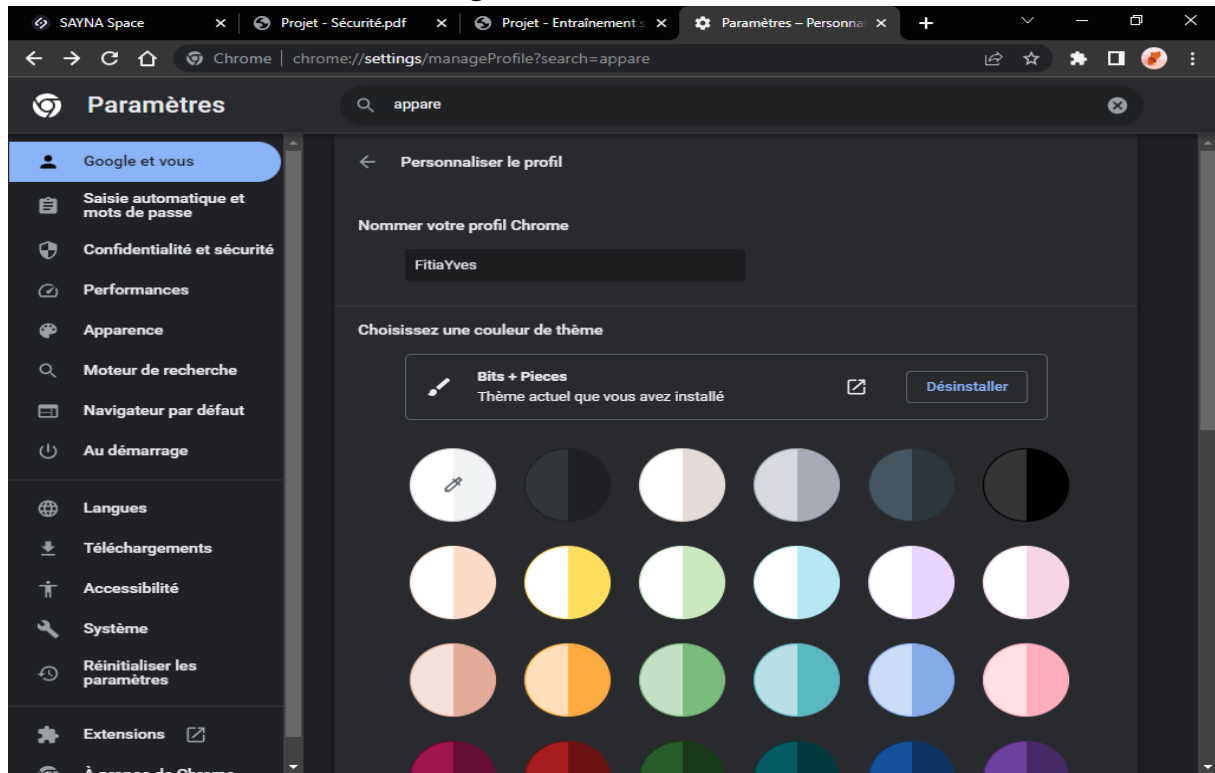 SAYNA Space
Projet - Sécurité.pdf
Projet - Entraînement s
Paramètres – Personna
Chrome
chrome://settings/manageProfile?search=appare
Paramètres
appare
Google et vous
Saisie automatique et
mots de passe
Confidentialité et sécurité
Performances
Apparence
Moteur de recherche
Navigateur par défaut
Au démarrage
Langues
Téléchargements
Accessibilité
Système
Réinitialiser les
paramètres
Extensions
À propos de Chrome
Personnaliser le profil
Nommer votre profil Chrome
FitiaYves
Choisissez une couleur de thème
Bits + Pieces
Thème actuel que vous avez installé
Désinstaller